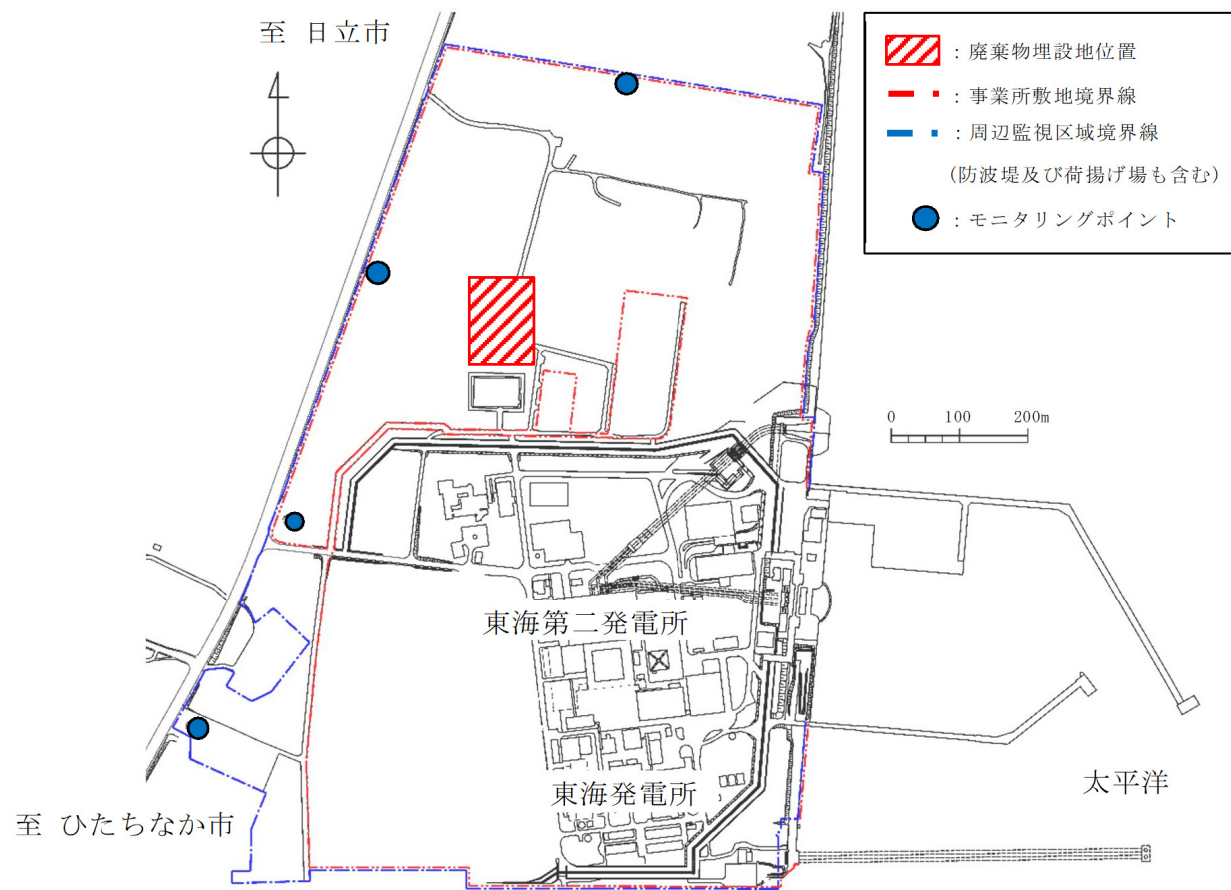 至 日立市
：廃棄物埋設地位置
：事業所敷地境界線
：周辺監視区域境界線
(防波堤及び荷揚げ場も含む)
：モニタリングポイント
0 100 200m
東海第二発電所
東海発電所
太平洋
至 ひたちなか市